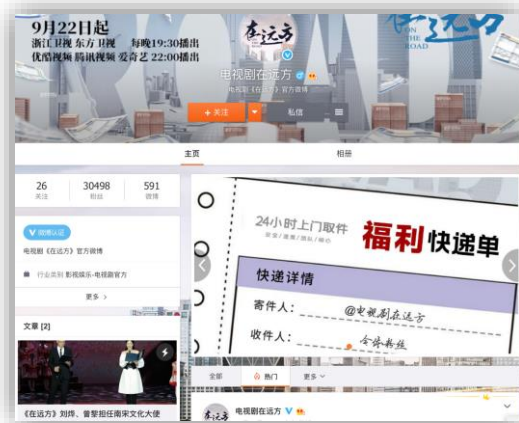 9月22日起
浙江卫视 东方卫视 每晚19:30播出
优酷视频 腾讯视频 爱奇艺 22:00播出
在远方
在远方
ON
THE
ROAD
电视剧在远方
电视剧《在远方》官方微博
+ 关注
私信
主页
相册
26
关注
30498
粉丝
591
微博
微博认证
电视剧《在远方》官方微博
行业类别 影视娱乐-电视剧官方
更多 >
文章 [2]
《在远方》刘烨、曾黎担任南宋文化大使
24小时上门取件
福利快递单
快递详情
寄件人：@电视剧在远方
收件人：全体粉丝
全部
热门
更多
在远方
电视剧在远方